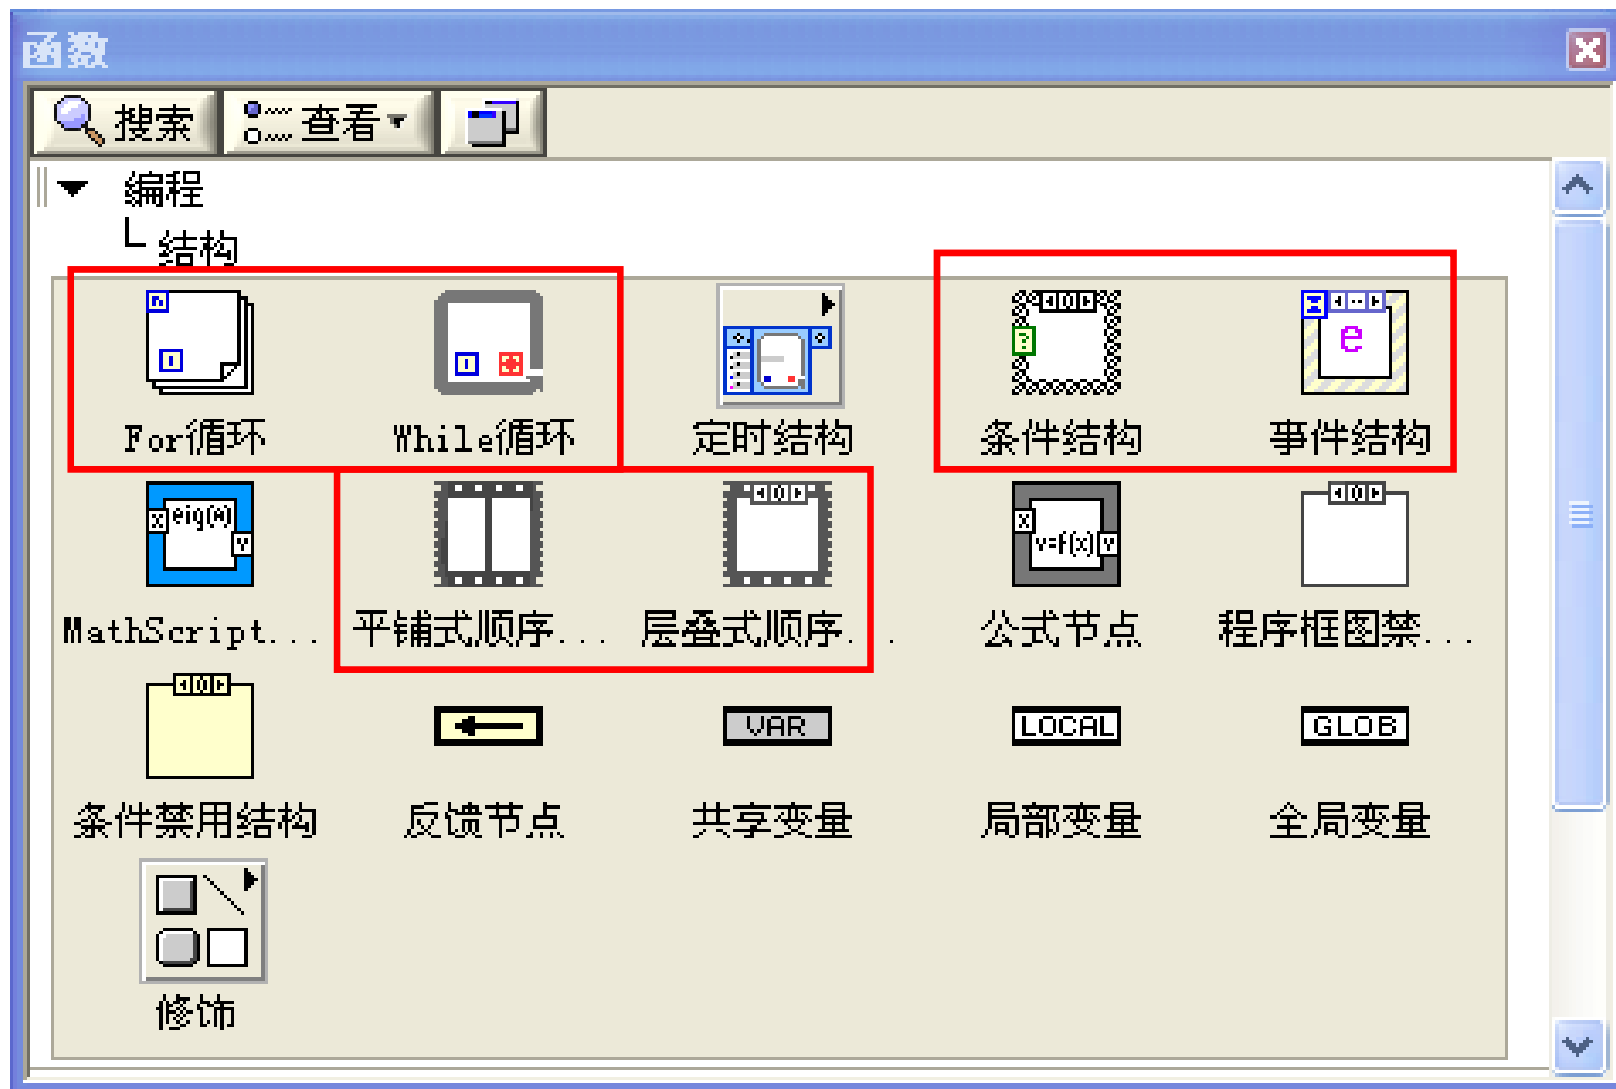 函数
搜索 查看
编程
结构
For循环 While循环 定时结构 条件结构 事件结构
MathScript... 平铺式顺序... 层叠式顺序... 公式节点 程序框图禁...
条件禁用结构 反馈节点 共享变量 局部变量 全局变量
VAR LOCAL GLOB
修饰